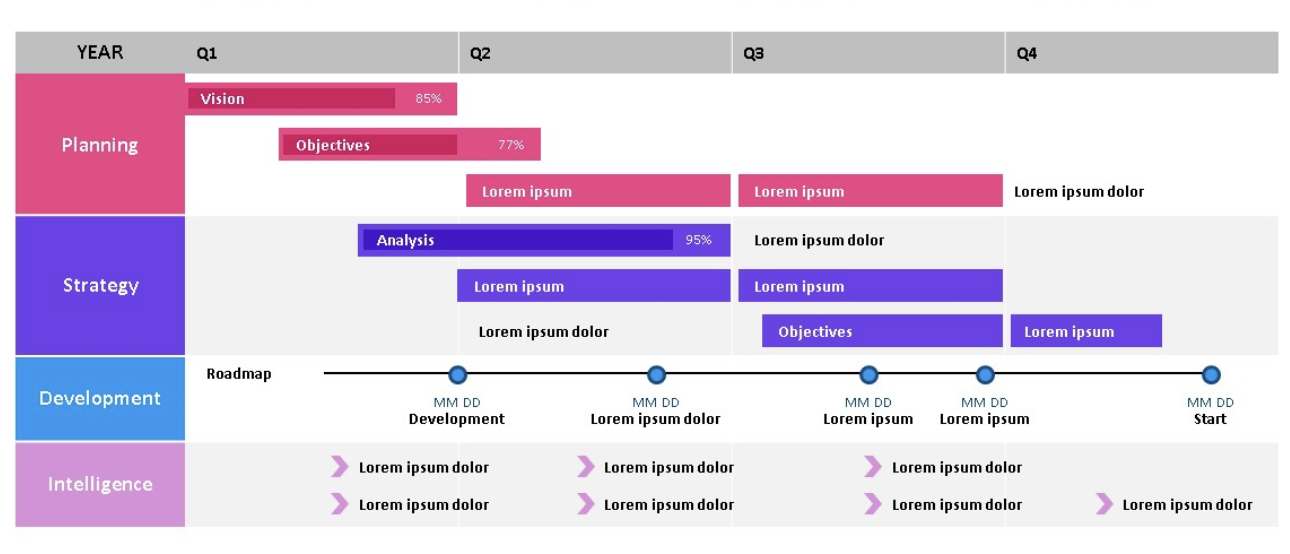 YEAR Q1 Q2 Q3 Q4
Vision 85%
Planning
Objectives 77%
Lorem ipsum Lorem ipsum Lorem ipsum dolor
Analysis 95% Lorem ipsum dolor
Strategy
Lorem ipsum Lorem ipsum
Lorem ipsum dolor Objectives Lorem ipsum
Roadmap
Development
MM DD MM DD MM DD MM DD MM DD
Development Lorem ipsum dolor Lorem ipsum Lorem ipsum Start
Intelligence
Lorem ipsum dolor Lorem ipsum dolor Lorem ipsum dolor
Lorem ipsum dolor Lorem ipsum dolor Lorem ipsum dolor Lorem ipsum dolor